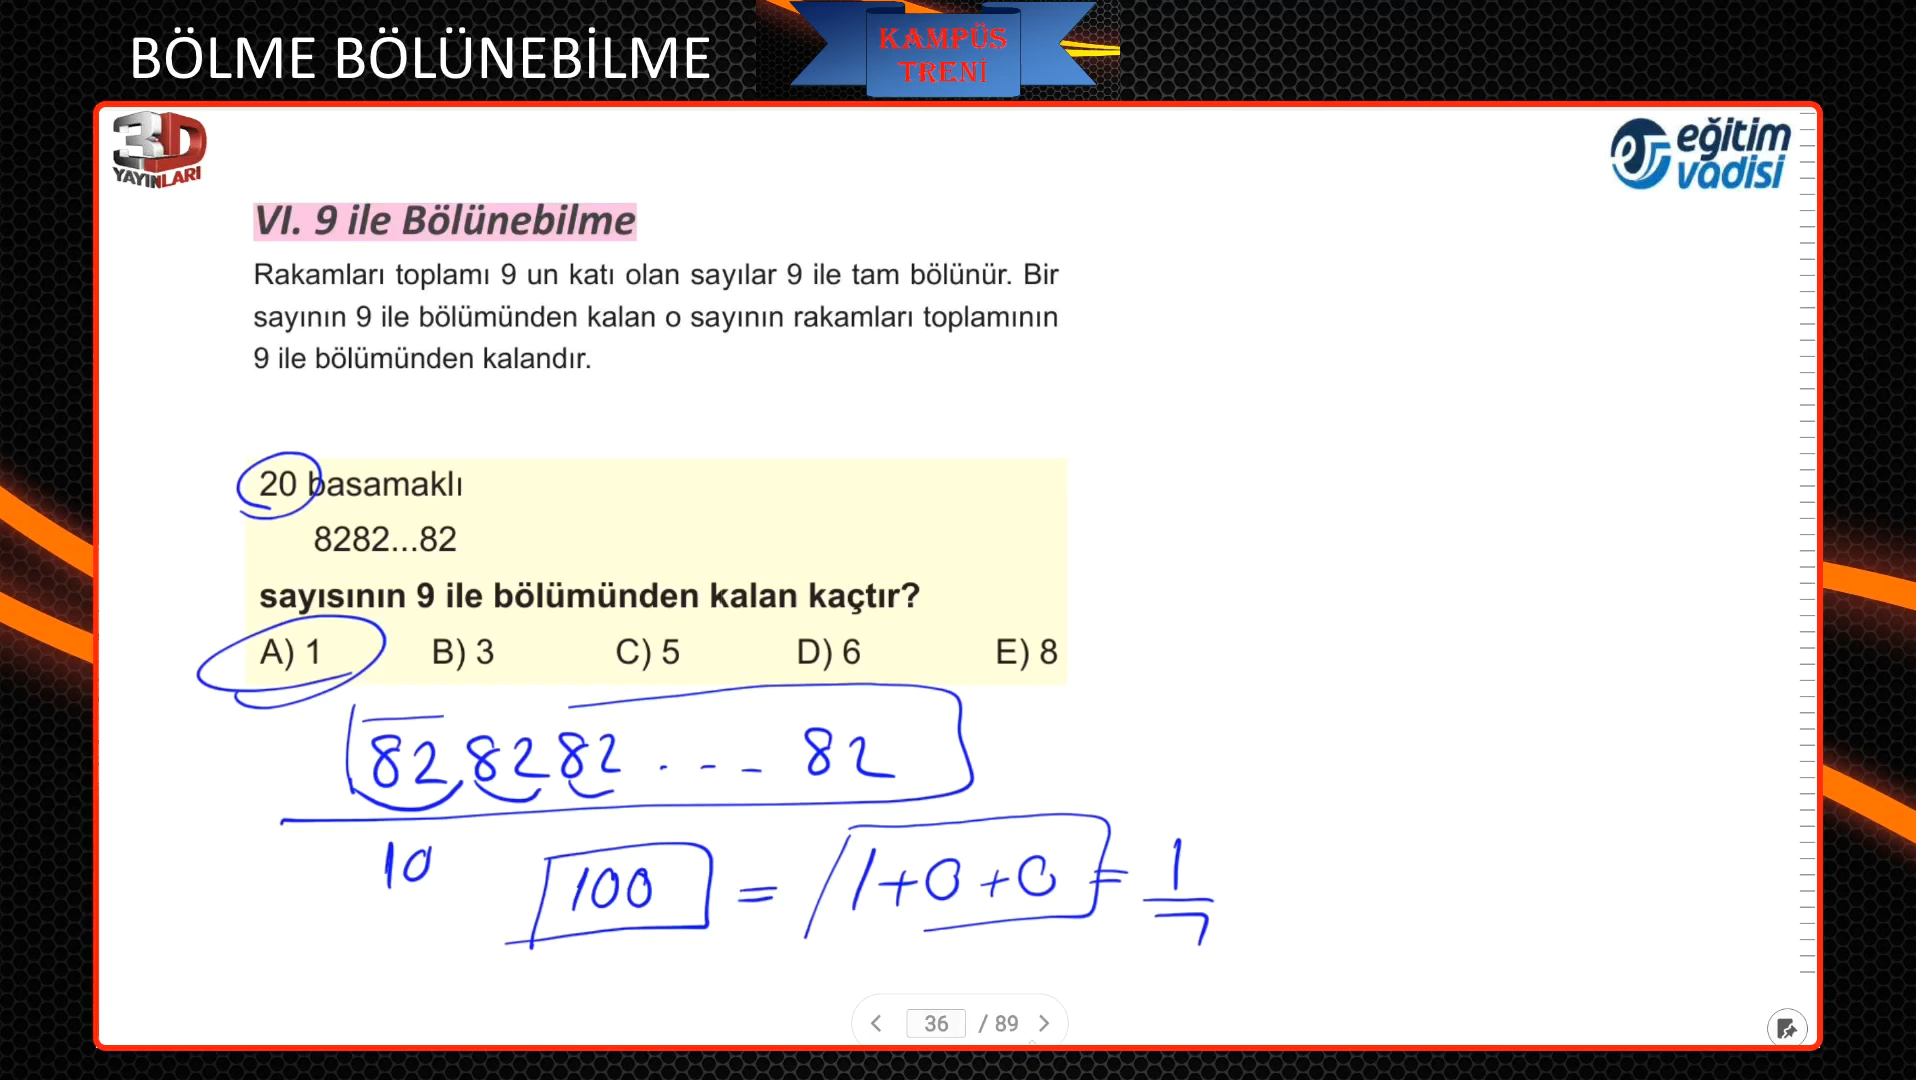 BÖLME BÖLÜNEBİLME
KAMPÜS
TRENİ
3D
YAYINLARI
eğitim
vadisi
VI. 9 ile Bölünebilme
Rakamları toplamı 9 un katı olan sayılar 9 ile tam bölünür. Bir
sayının 9 ile bölümünden kalan o sayının rakamları toplamının
9 ile bölümünden kalandır.
20 basamaklı
8282...82
sayısının 9 ile bölümünden kalan kaçtır?
A) 1 B) 3 C) 5 D) 6 E) 8
82 82 82 . - - 82
10
100 = 1+0+0 = 1
36 / 89